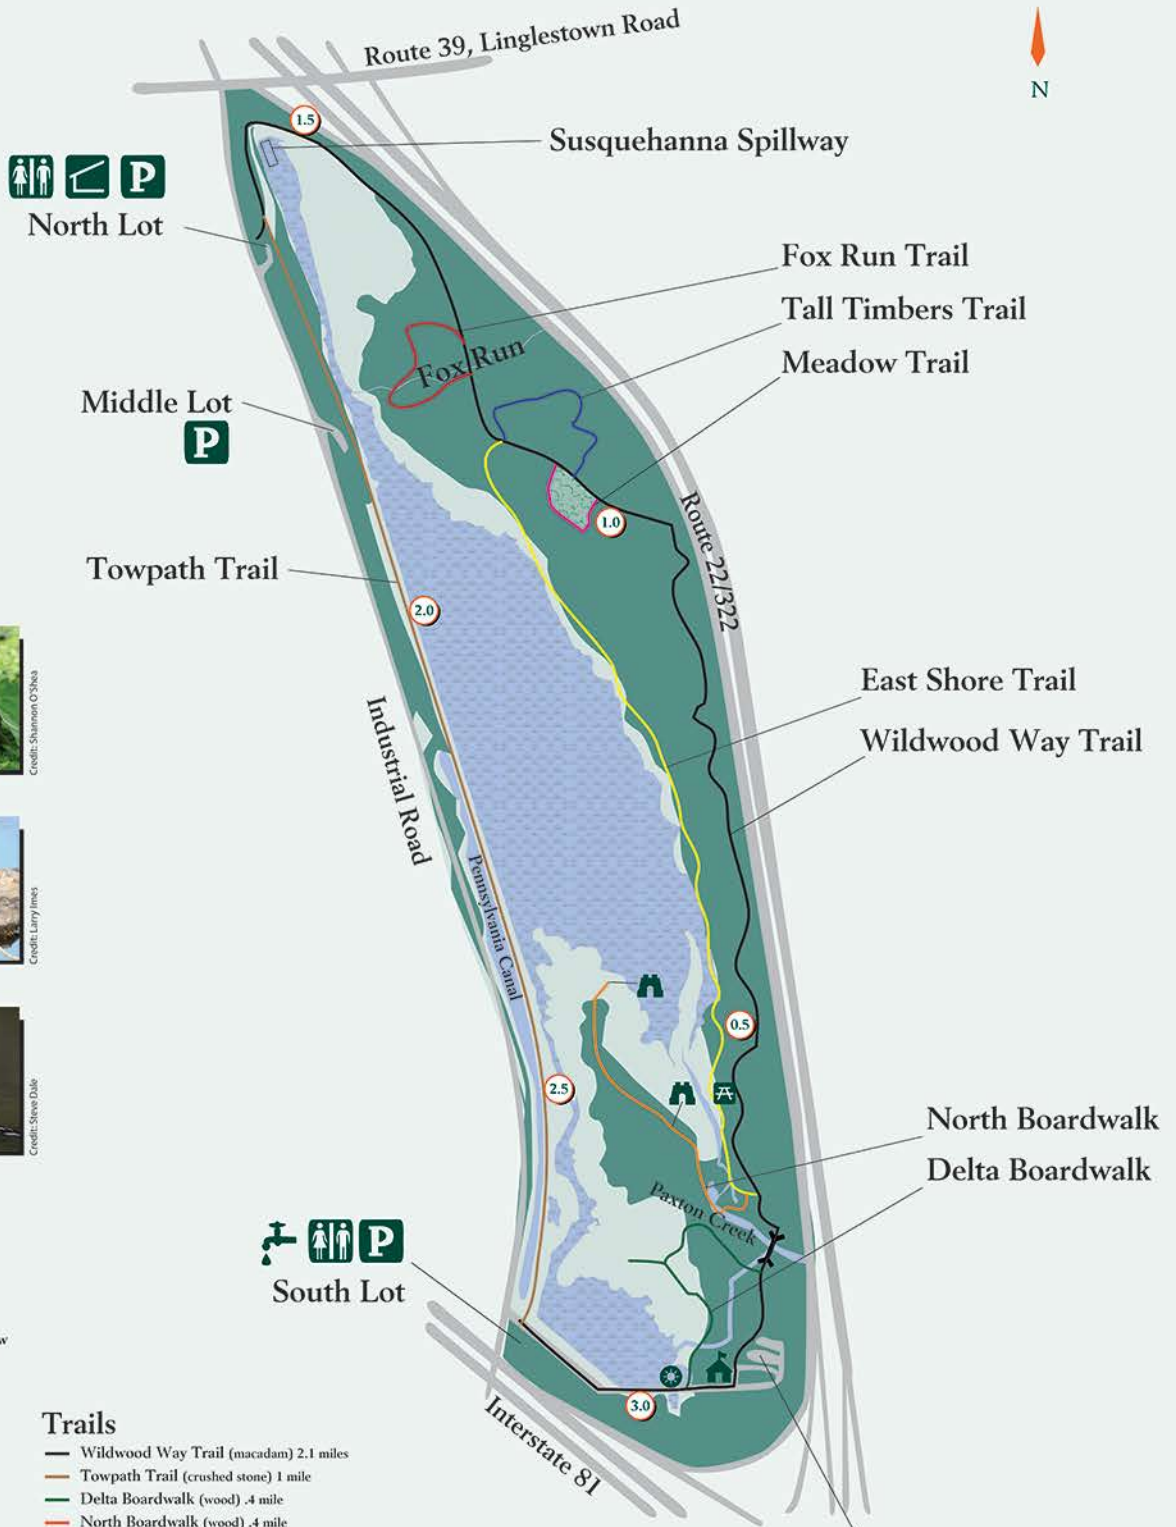 Route 39, Linglestown Road
N
1.5
Susquehanna Spillway
P
North Lot
Fox Run Trail
Tall Timbers Trail
Fox Run
Meadow Trail
Middle Lot
P
1.0
Route 22/322
Towpath Trail
2.0
Credit: Shannon O'Shea
East Shore Trail
Industrial Road
Wildwood Way Trail
Credit: Larry Imes
Pennsylvania Canal
0.5
Credit: Steve Dale
2.5
North Boardwalk
Delta Boardwalk
Paxton Creek
P
South Lot
w
3.0
Interstate 81
Trails
Wildwood Way Trail (macadam) 2.1 miles
Towpath Trail (crushed stone) 1 mile
Delta Boardwalk (wood) .4 mile
North Boardwalk (wood) .4 mile